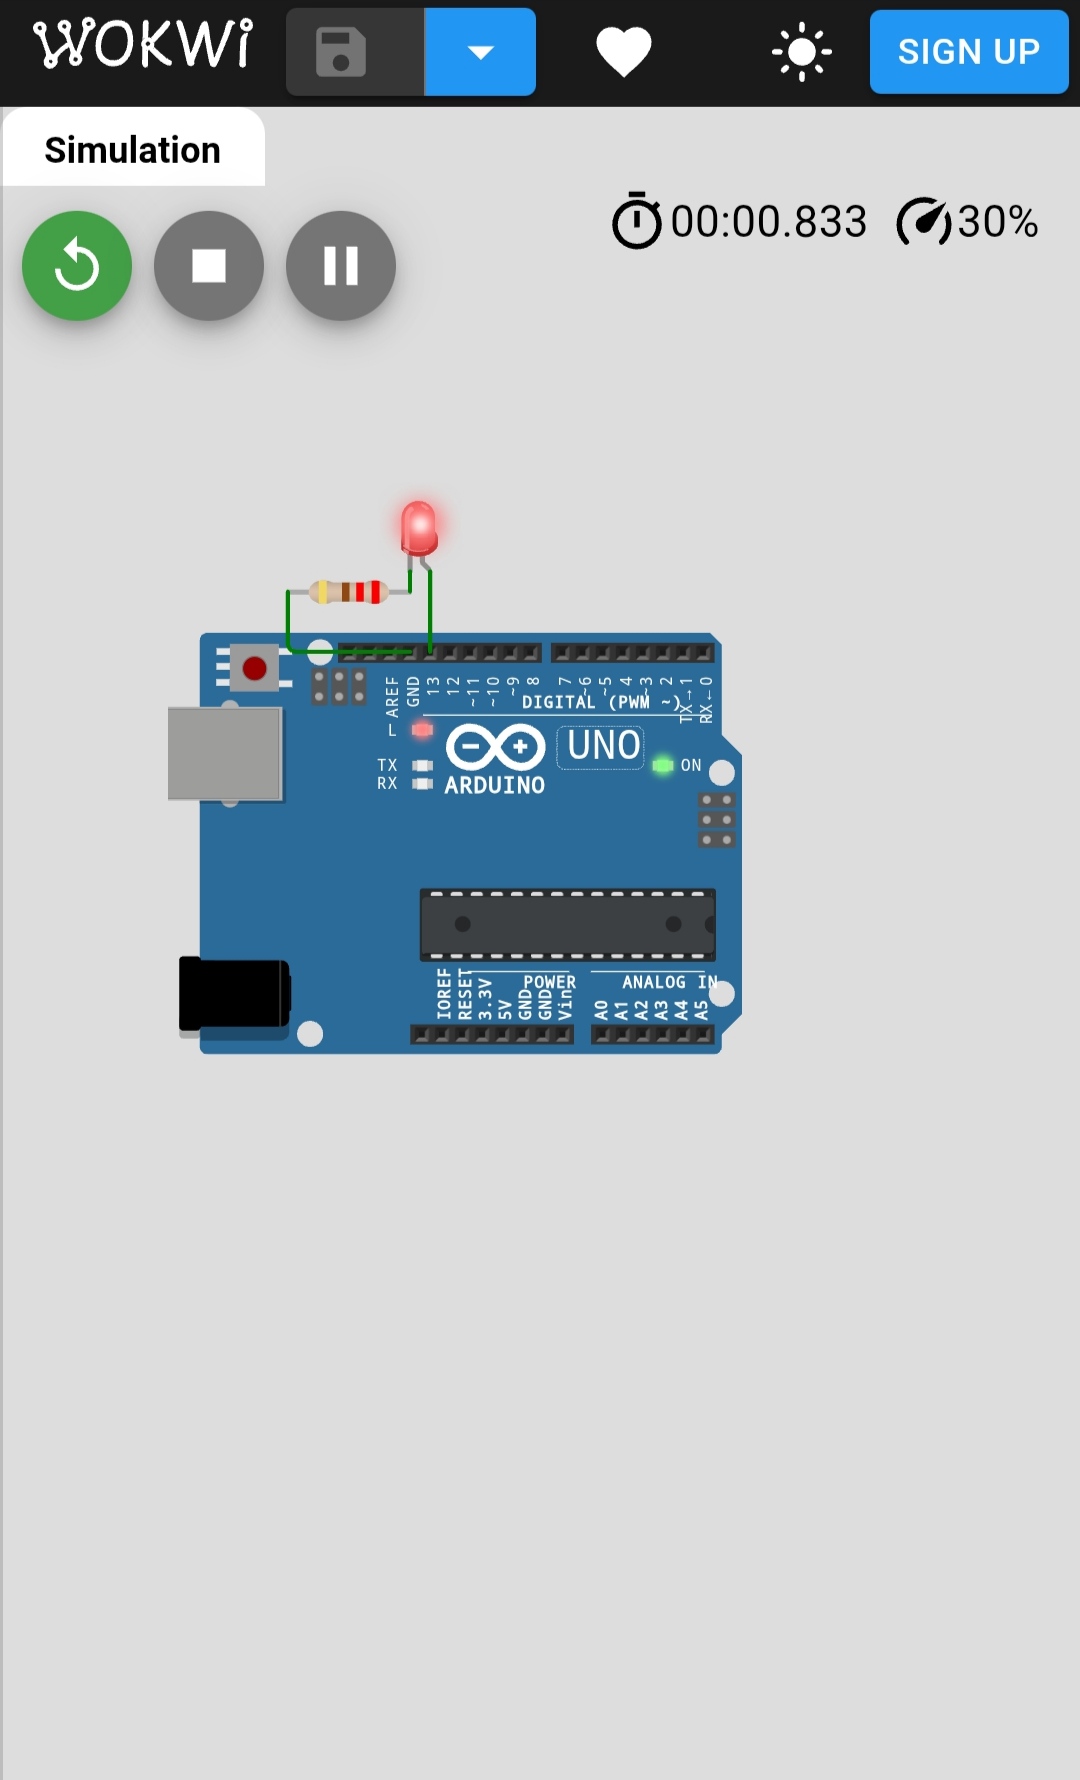 WOKWi
SIGN UP
Simulation
00:00.833 30%
AREF
GND
13
12
~11
~10
~9
8
7
~6
~5
4
~3
2
TX→1
RX←0
DIGITAL (PWM ~)
L
TX
RX
UNO
ON
ARDUINO
POWER
ANALOG IN
IOREF
RESET
3.3V
5V
GND
GND
Vin
A0
A1
A2
A3
A4
A5